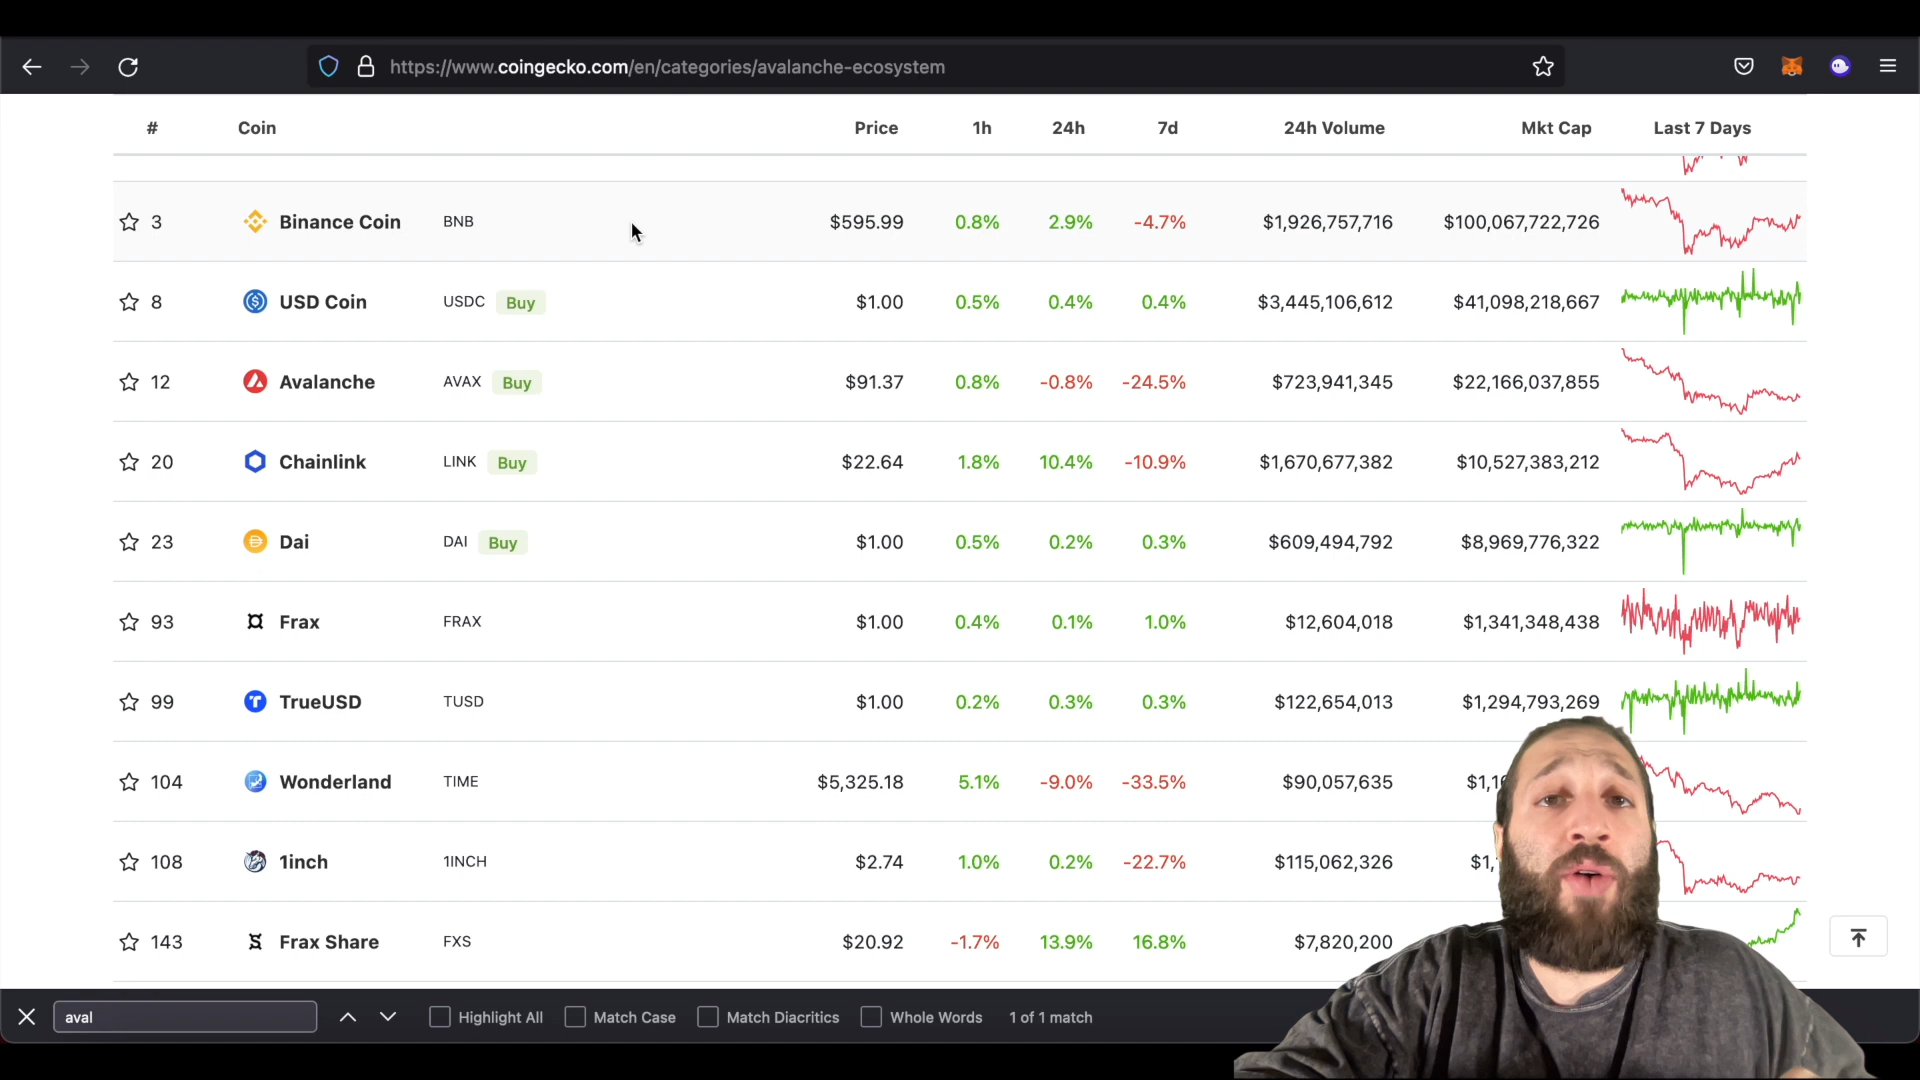 https://www.coingecko.com/en/categories/avalanche-ecosystem
# Coin Price 1h 24h 7d 24h Volume Mkt Cap Last 7 Days
3 Binance Coin BNB $595.99 0.8% 2.9% -4.7% $1,926,757,716 $100,067,722,726
8 USD Coin USDC Buy $1.00 0.5% 0.4% 0.4% $3,445,106,612 $41,098,218,667
12 Avalanche AVAX Buy $91.37 0.8% -0.8% -24.5% $723,941,345 $22,166,037,855
20 Chainlink LINK Buy $22.64 1.8% 10.4% -10.9% $1,670,677,382 $10,527,383,212
23 Dai DAI Buy $1.00 0.5% 0.2% 0.3% $609,494,792 $8,969,776,322
93 Frax FRAX $1.00 0.4% 0.1% 1.0% $12,604,018 $1,341,348,438
99 TrueUSD TUSD $1.00 0.2% 0.3% 0.3% $122,654,013 $1,294,793,269
104 Wonderland TIME $5,325.18 5.1% -9.0% -33.5% $90,057,635
108 1inch 1INCH $2.74 1.0% 0.2% -22.7% $115,062,326
143 Frax Share FXS $20.92 -1.7% 13.9% 16.8% $7,820,200
aval Highlight All Match Case Match Diacritics Whole Words 1 of 1 match